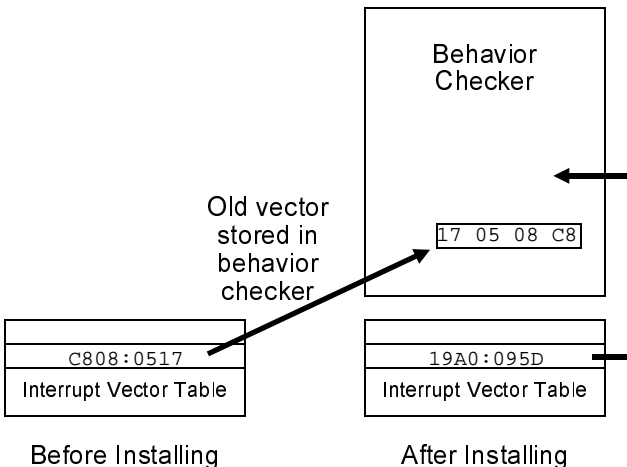 Behavior
Checker
Old vector
stored in
behavior
checker
17 05 08 C8
C808:0517
Interrupt Vector Table
19A0:095D
Interrupt Vector Table
Before Installing
After Installing